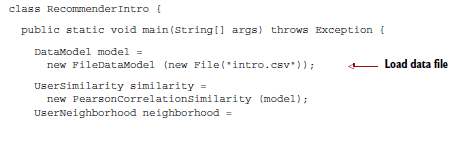 class RecommenderIntro {
public static void main(String[] args) throws Exception {
DataModel model =
new FileDataModel (new File("intro.csv"));
Load data file
UserSimilarity similarity =
new PearsonCorrelationSimilarity (model);
UserNeighborhood neighborhood =